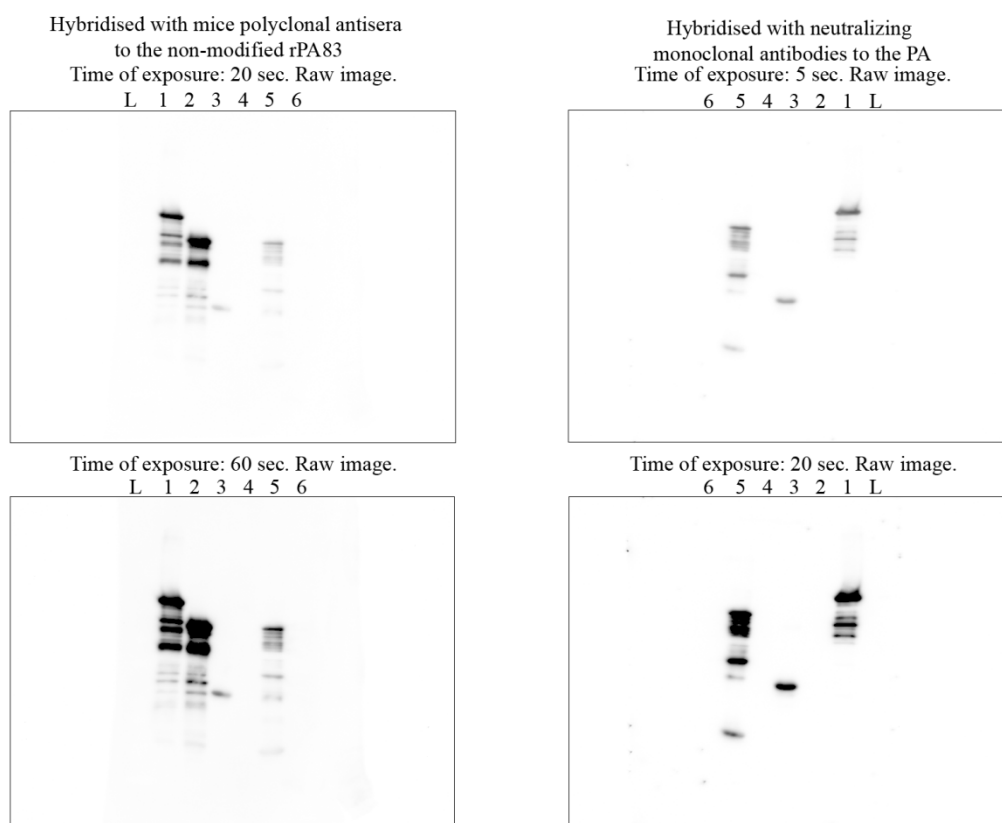 Hybridised with mice polyclonal antisera
to the non-modified rPA83
Time of exposure: 20 sec. Raw image.
L 1 2 3 4 5 6
Hybridised with neutralizing
monoclonal antibodies to the PA
Time of exposure: 5 sec. Raw image.
6 5 4 3 2 1 L
Time of exposure: 60 sec. Raw image.
L 1 2 3 4 5 6
Time of exposure: 20 sec. Raw image.
6 5 4 3 2 1 L